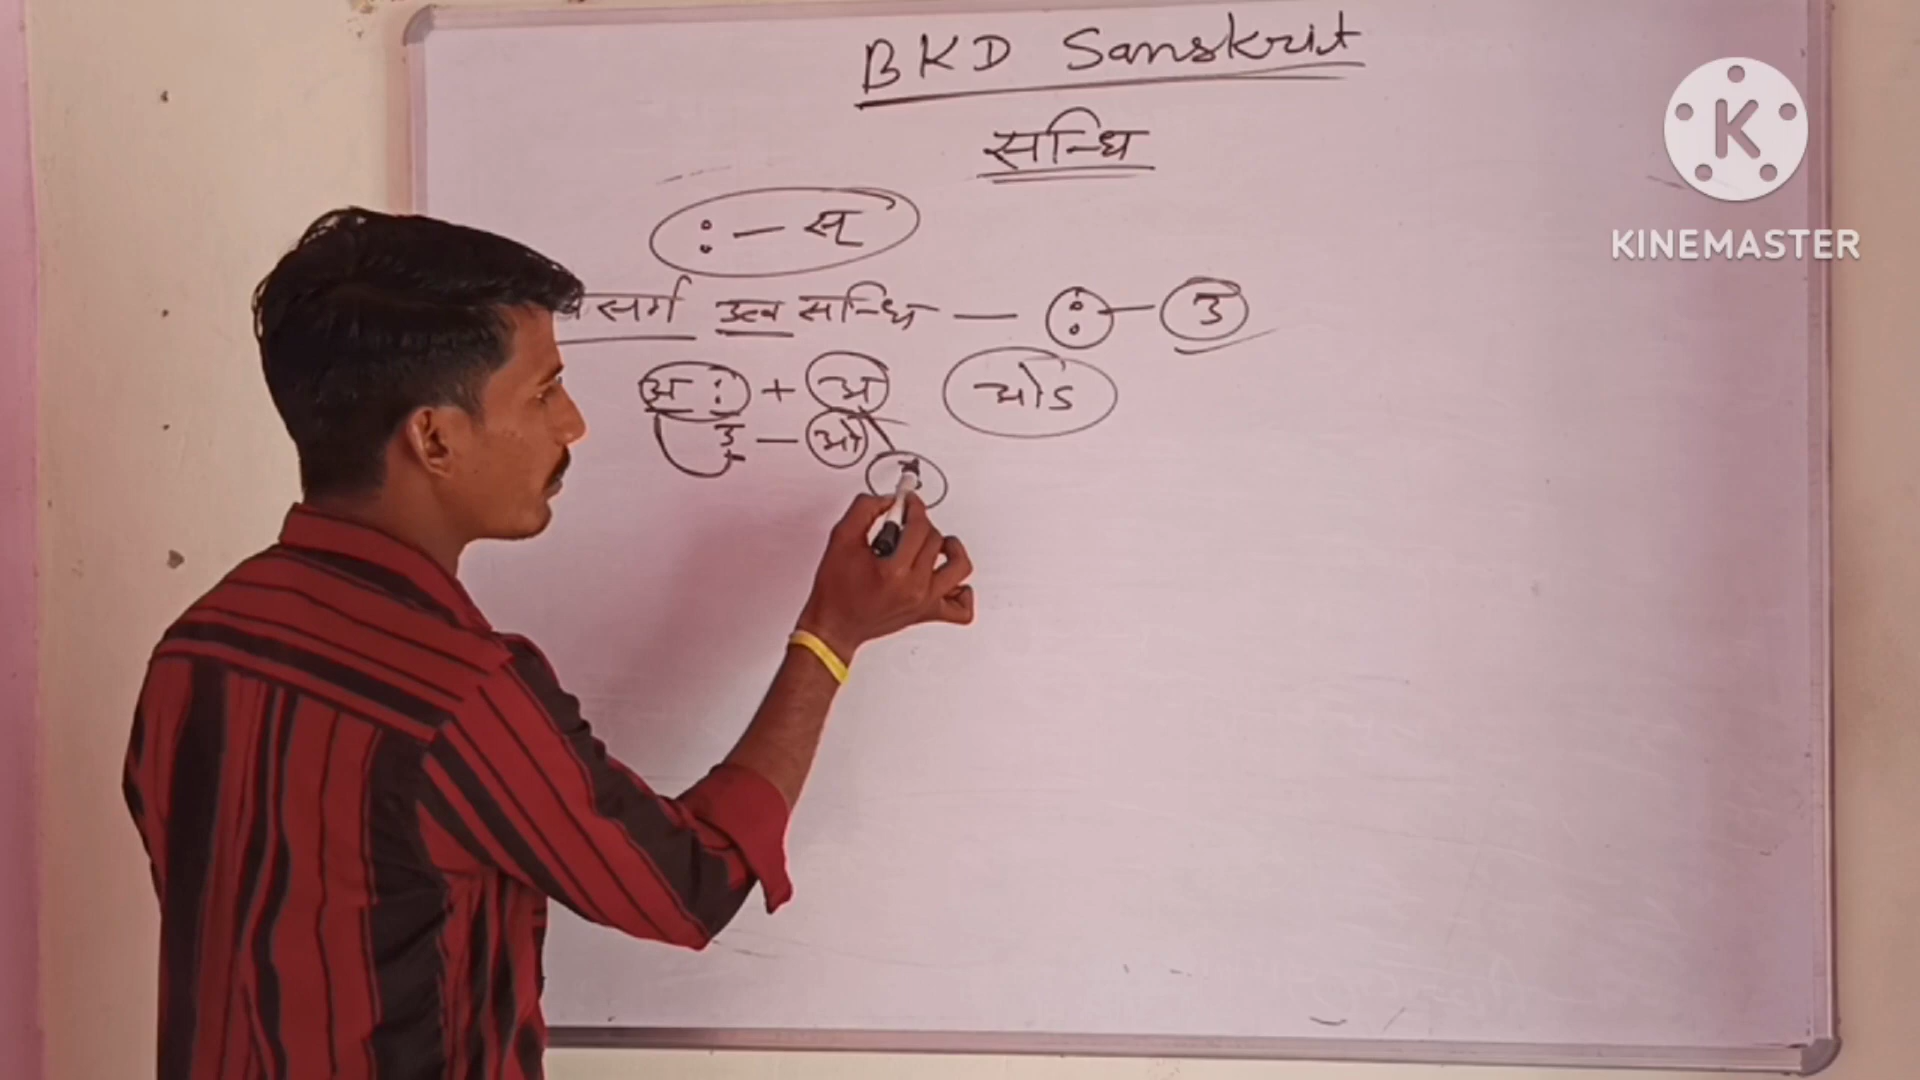 BKD Sanskrit
सन्धि
K
KINEMASTER
: – स्
सर्ग उत्व सन्धि – : – उ
अ : + अ ओऽ
उ – ओ